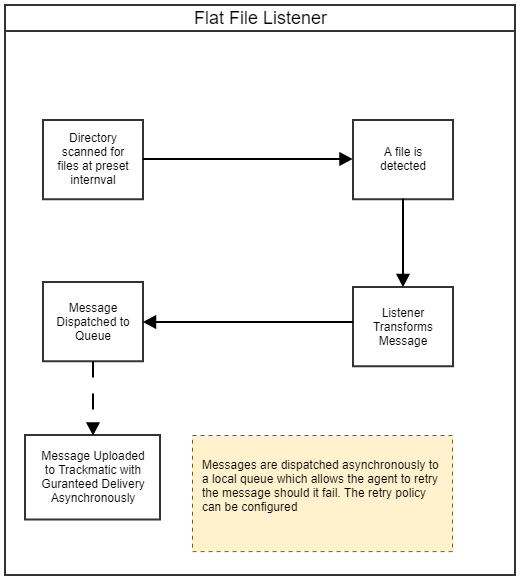 Flat File Listener
Directory
scanned for
files at preset
internval
A file is
detected
Listener
Transforms
Message
Message
Dispatched to
Queue
Message Uploaded
to Trackmatic with
Guranteed Delivery
Asynchronously
Messages are dispatched asynchronously to
a local queue which allows the agent to retry
the message should it fail. The retry policy
can be configured